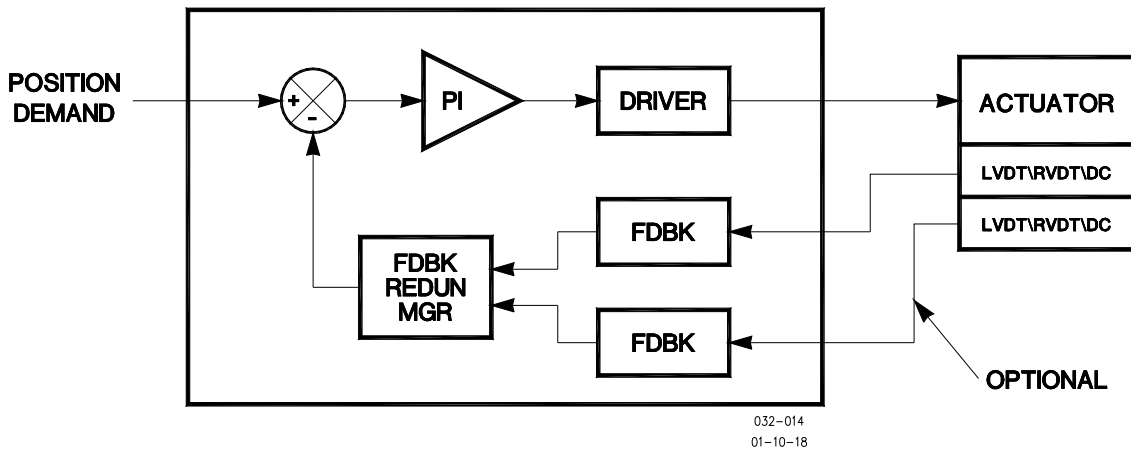 POSITION
DEMAND
+
-
PI
DRIVER
ACTUATOR
LVDT\RVDT\DC
LVDT\RVDT\DC
FDBK
FDBK
REDUN
MGR
FDBK
OPTIONAL
032-014
01-10-18